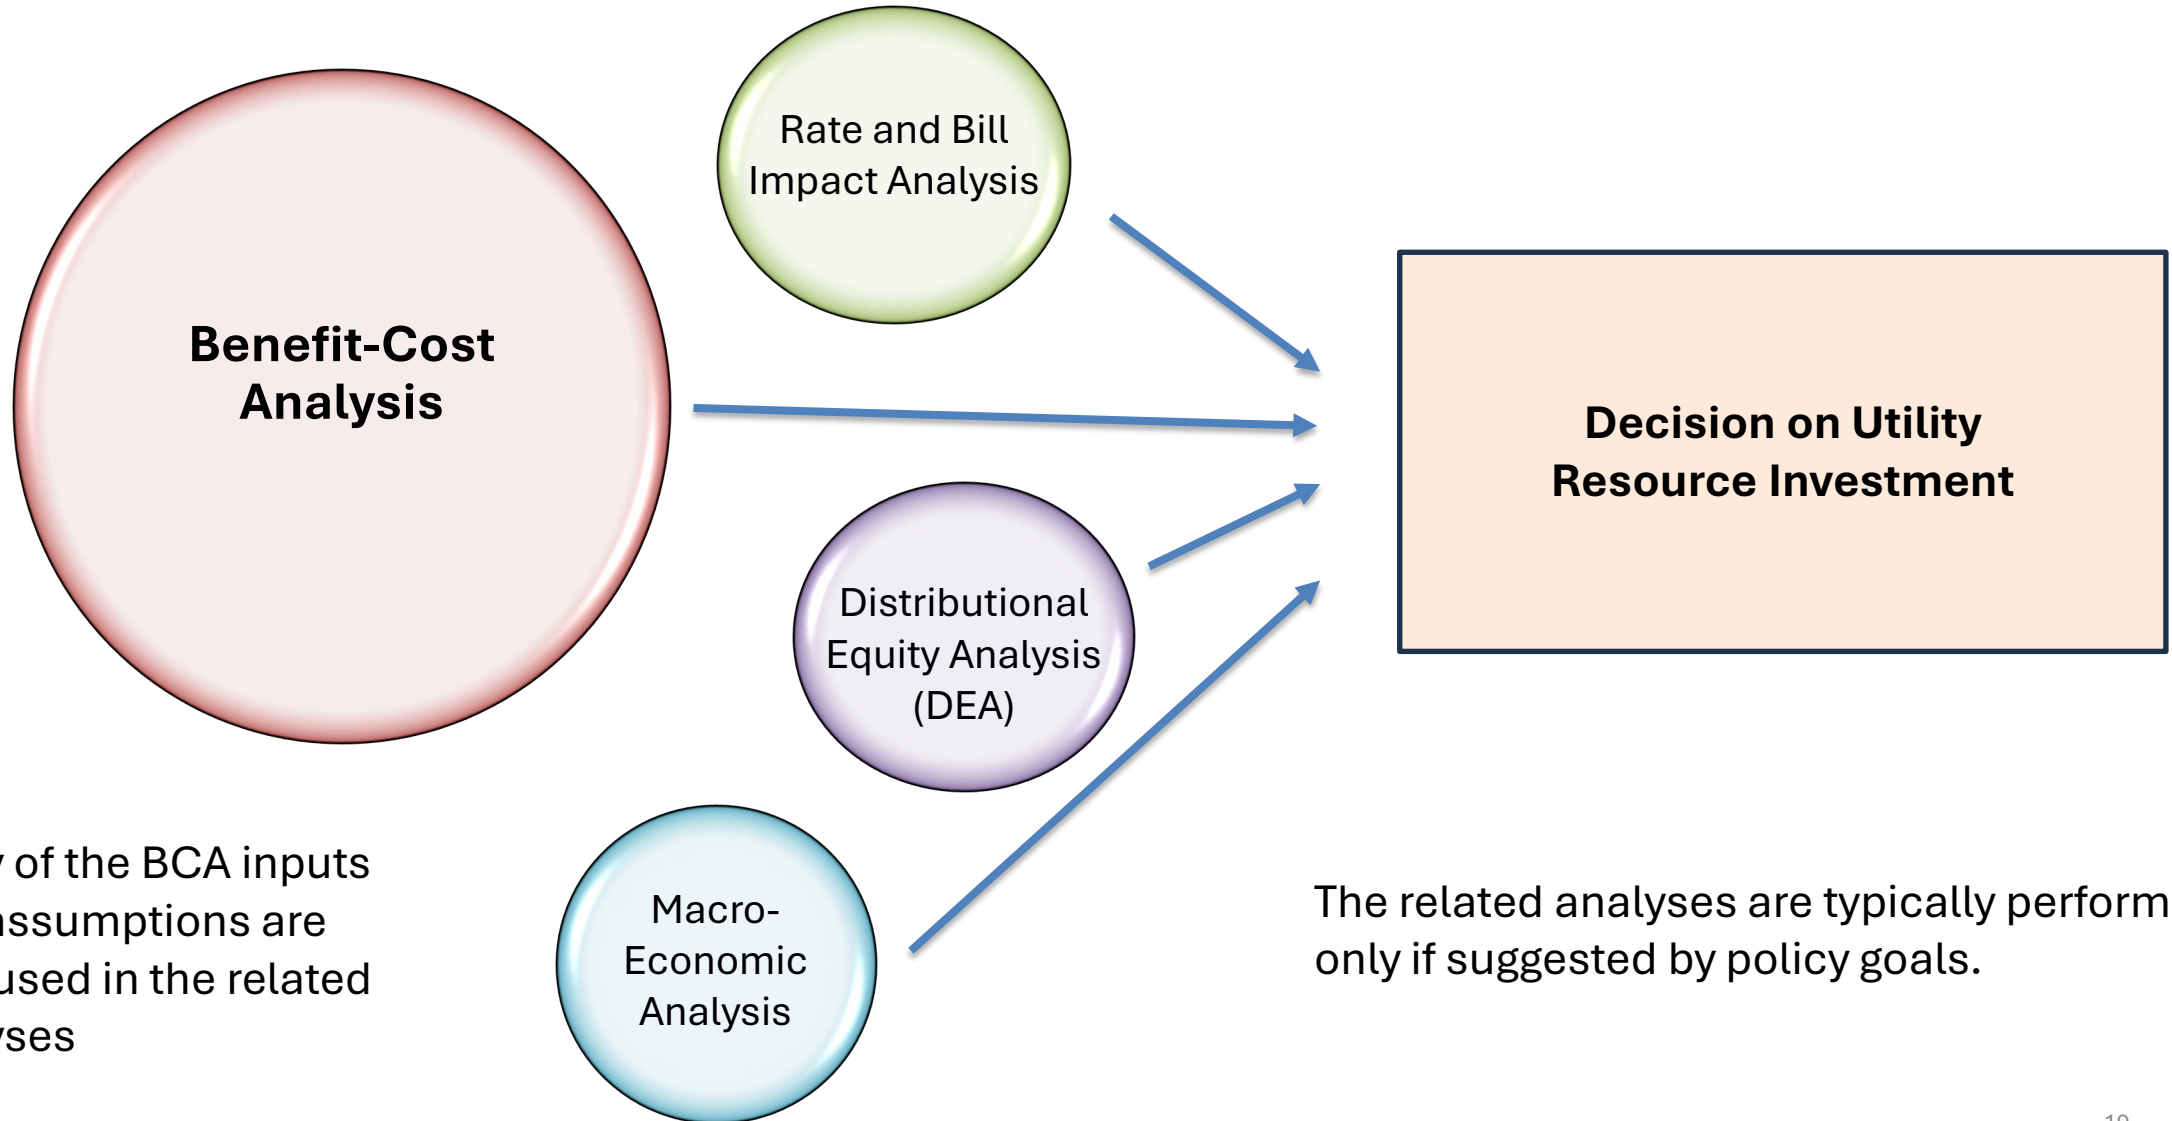 Rate and Bill
Impact Analysis
Benefit-Cost
Analysis
Decision on Utility
Resource Investment
Distributional
Equity Analysis
(DEA)
Macro-
Economic
Analysis
of the BCA inputs
assumptions are
used in the related
The related analyses are typically perform
only if suggested by policy goals.